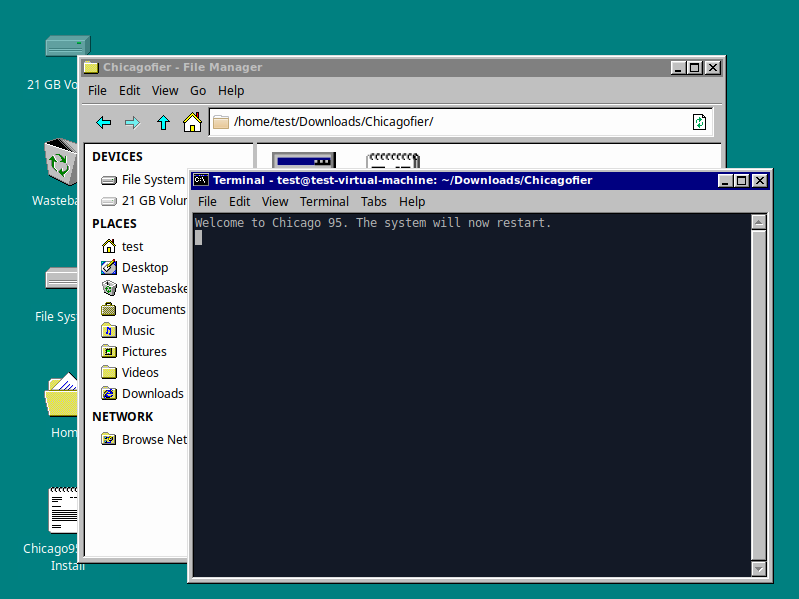 21 GB Vo
Wasteba
File Sys
Hom
Chicago95
Install
Chicagofier - File Manager
File Edit View Go Help
/home/test/Downloads/Chicagofier/
DEVICES
File System
21 GB Volu
PLACES
test
Desktop
Wastebaske
Documents
Music
Pictures
Videos
Downloads
NETWORK
Browse Net
C:\
Terminal - test@test-virtual-machine: ~/Downloads/Chicagofier
File Edit View Terminal Tabs Help
Welcome to Chicago 95. The system will now restart.